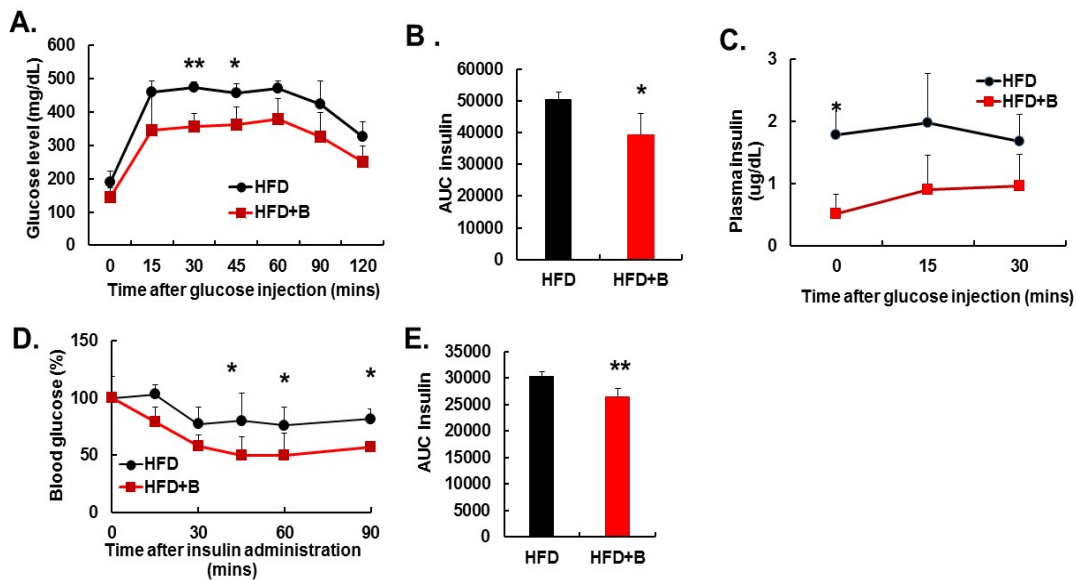 A.
Glucose level (mg/dL)
600
500
400
300
200
100
0
** *
HFD
HFD+B
0 15 30 45 60 90 120
Time after glucose injection (mins)
B .
AUC insulin
60000
50000
40000
30000
20000
10000
0
*
HFD HFD+B
C.
Plasma insulin
(ug/dL)
3
2
1
0
*
HFD
HFD+B
0 15 30
Time after glucose injection (mins)
D.
Blood glucose (%)
150
100
50
0
* * *
HFD
HFD+B
0 30 60 90
Time after insulin administration
(mins)
E.
AUC Insulin
35000
30000
25000
20000
15000
10000
5000
0
**
HFD HFD+B